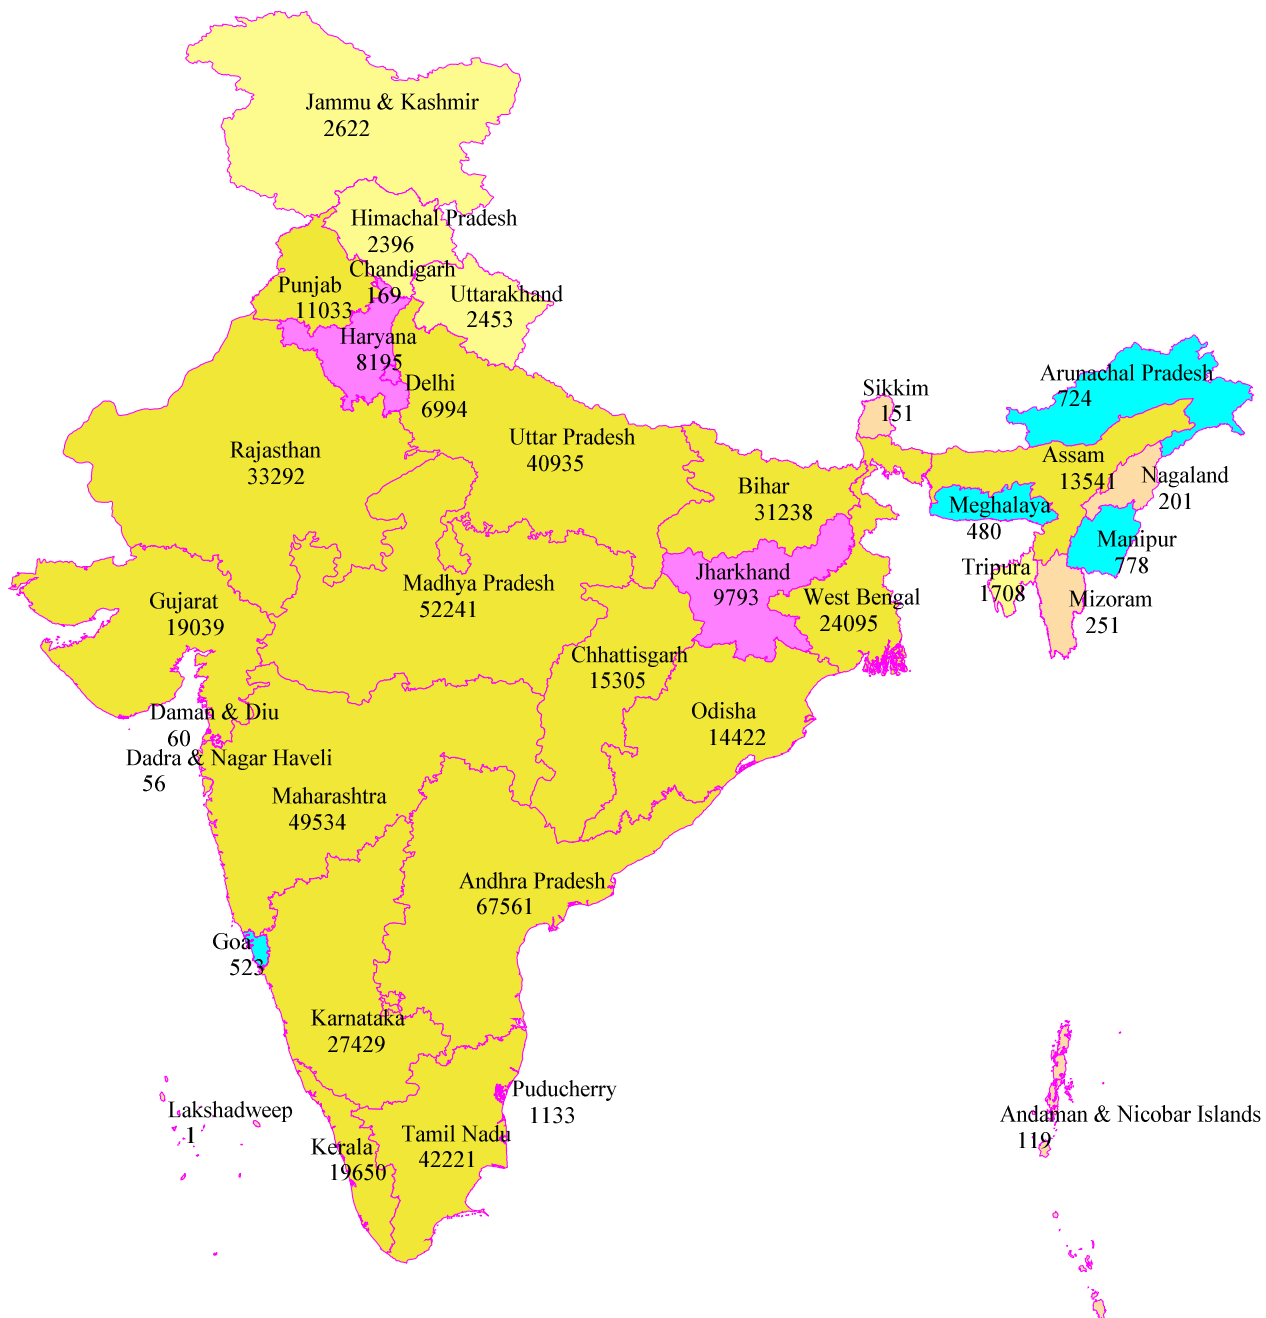 Jammu & Kashmir
2622
Himachal Pradesh
2396
Chandigarh
169
Punjab
11033
Uttarakhand
2453
Haryana
8195
Delhi
6994
Arunachal Pradesh
724
Sikkim
151
Uttar Pradesh
40935
Rajasthan
33292
Assam
13541
Nagaland
201
Bihar
31238
Meghalaya
480
Manipur
778
Tripura
1708
Mizoram
251
Jharkhand
9793
Madhya Pradesh
52241
West Bengal
24095
Gujarat
19039
Chhattisgarh
15305
Odisha
14422
Daman & Diu
60
Dadra & Nagar Haveli
56
Maharashtra
49534
Andhra Pradesh
67561
Goa
523
Karnataka
27429
Puducherry
1133
Lakshadweep
1
Andaman & Nicobar Islands
119
Tamil Nadu
42221
Kerala
19650